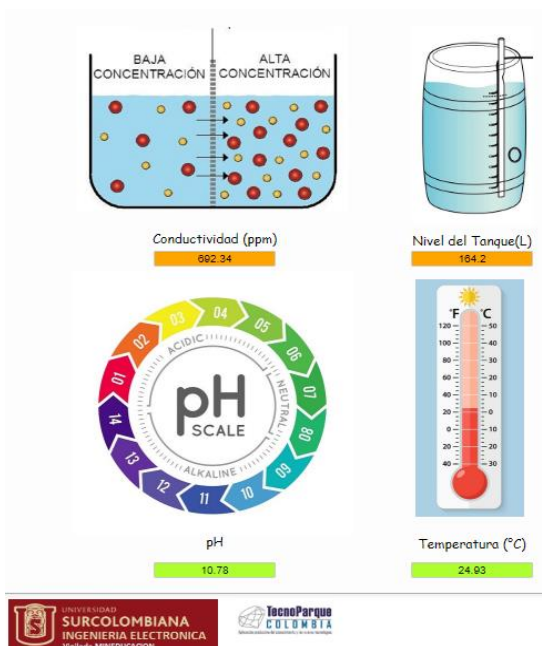 BAJA CONCENTRACIÓN
ALTA CONCENTRACIÓN
Conductividad (ppm)
692.34
Nivel del Tanque(L)
164.2
01
02
03
04
05
06
07
08
09
10
11
12
13
14
ACIDIC
NEUTRAL
ALKALINE
pH
SCALE
pH
10.78
°F °C
120 50
100 40
80 30
60 20
40 10
20 0
0 10
20 20
40 30
Temperatura (°C)
24.93
UNIVERSIDAD
SURCOLOMBIANA
INGENIERIA ELECTRONICA
Vigilada MINEDUCACION
TecnoParque
COLOMBIA